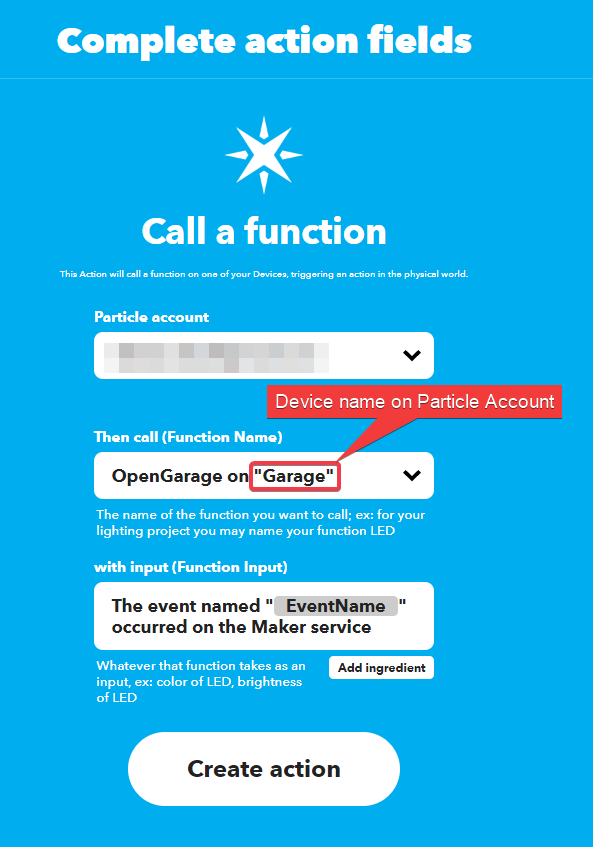 Complete action fields
Call a function
This Action will call a function on one of your Devices, triggering an action in the physical world.
Particle account
Device name on Particle Account
Then call (Function Name)
OpenGarage on "Garage"
The name of the function you want to call; ex: for your
lighting project you may name your function LED
with input (Function Input)
The event named " EventName "
occurred on the Maker service
Whatever that function takes as an
input, ex: color of LED, brightness
of LED
Add ingredient
Create action